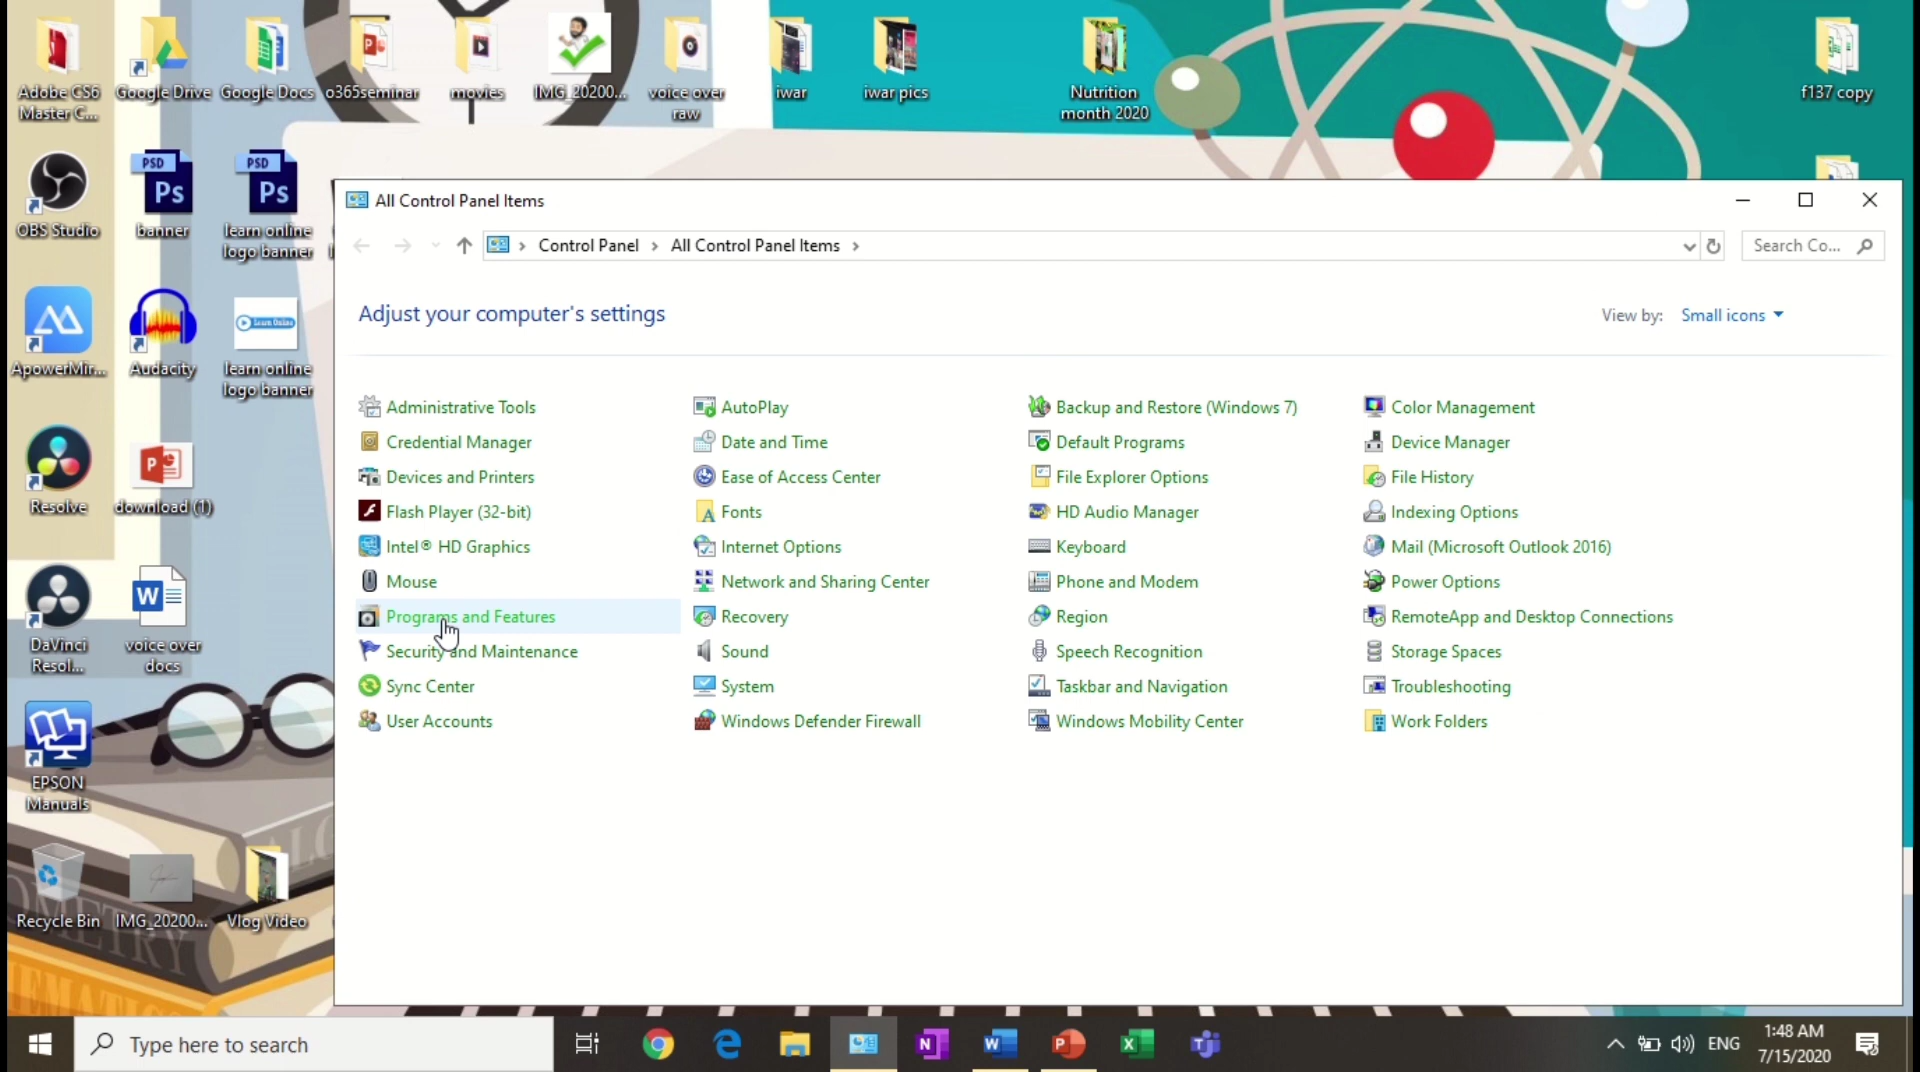 Adobe CS6
Master C...
Google Drive
Google Docs
o365seminar
movies
IMG_20200...
voice over
raw
iwar
iwar pics
Nutrition
month 2020
f137 copy
OBS Studio
PSD
Ps
banner
PSD
Ps
learn online
logo banner
ApowerMir...
Audacity
Learn Online
learn online
logo banner
Resolve
P
download (1)
DaVinci
Resol...
W
voice over
docs
EPSON
Manuals
Recycle Bin
IMG_20200...
Vlog Video
All Control Panel Items
Control Panel > All Control Panel Items >
Search Co...
Adjust your computer's settings
View by: Small icons
Administrative Tools
AutoPlay
Backup and Restore (Windows 7)
Color Management
Credential Manager
Date and Time
Default Programs
Device Manager
Devices and Printers
Ease of Access Center
File Explorer Options
File History
Flash Player (32-bit)
Fonts
HD Audio Manager
Indexing Options
Intel® HD Graphics
Internet Options
Keyboard
Mail (Microsoft Outlook 2016)
Mouse
Network and Sharing Center
Phone and Modem
Power Options
Programs and Features
Recovery
Region
RemoteApp and Desktop Connections
Security and Maintenance
Sound
Speech Recognition
Storage Spaces
Sync Center
System
Taskbar and Navigation
Troubleshooting
User Accounts
Windows Defender Firewall
Windows Mobility Center
Work Folders
Type here to search
ENG
1:48 AM
7/15/2020